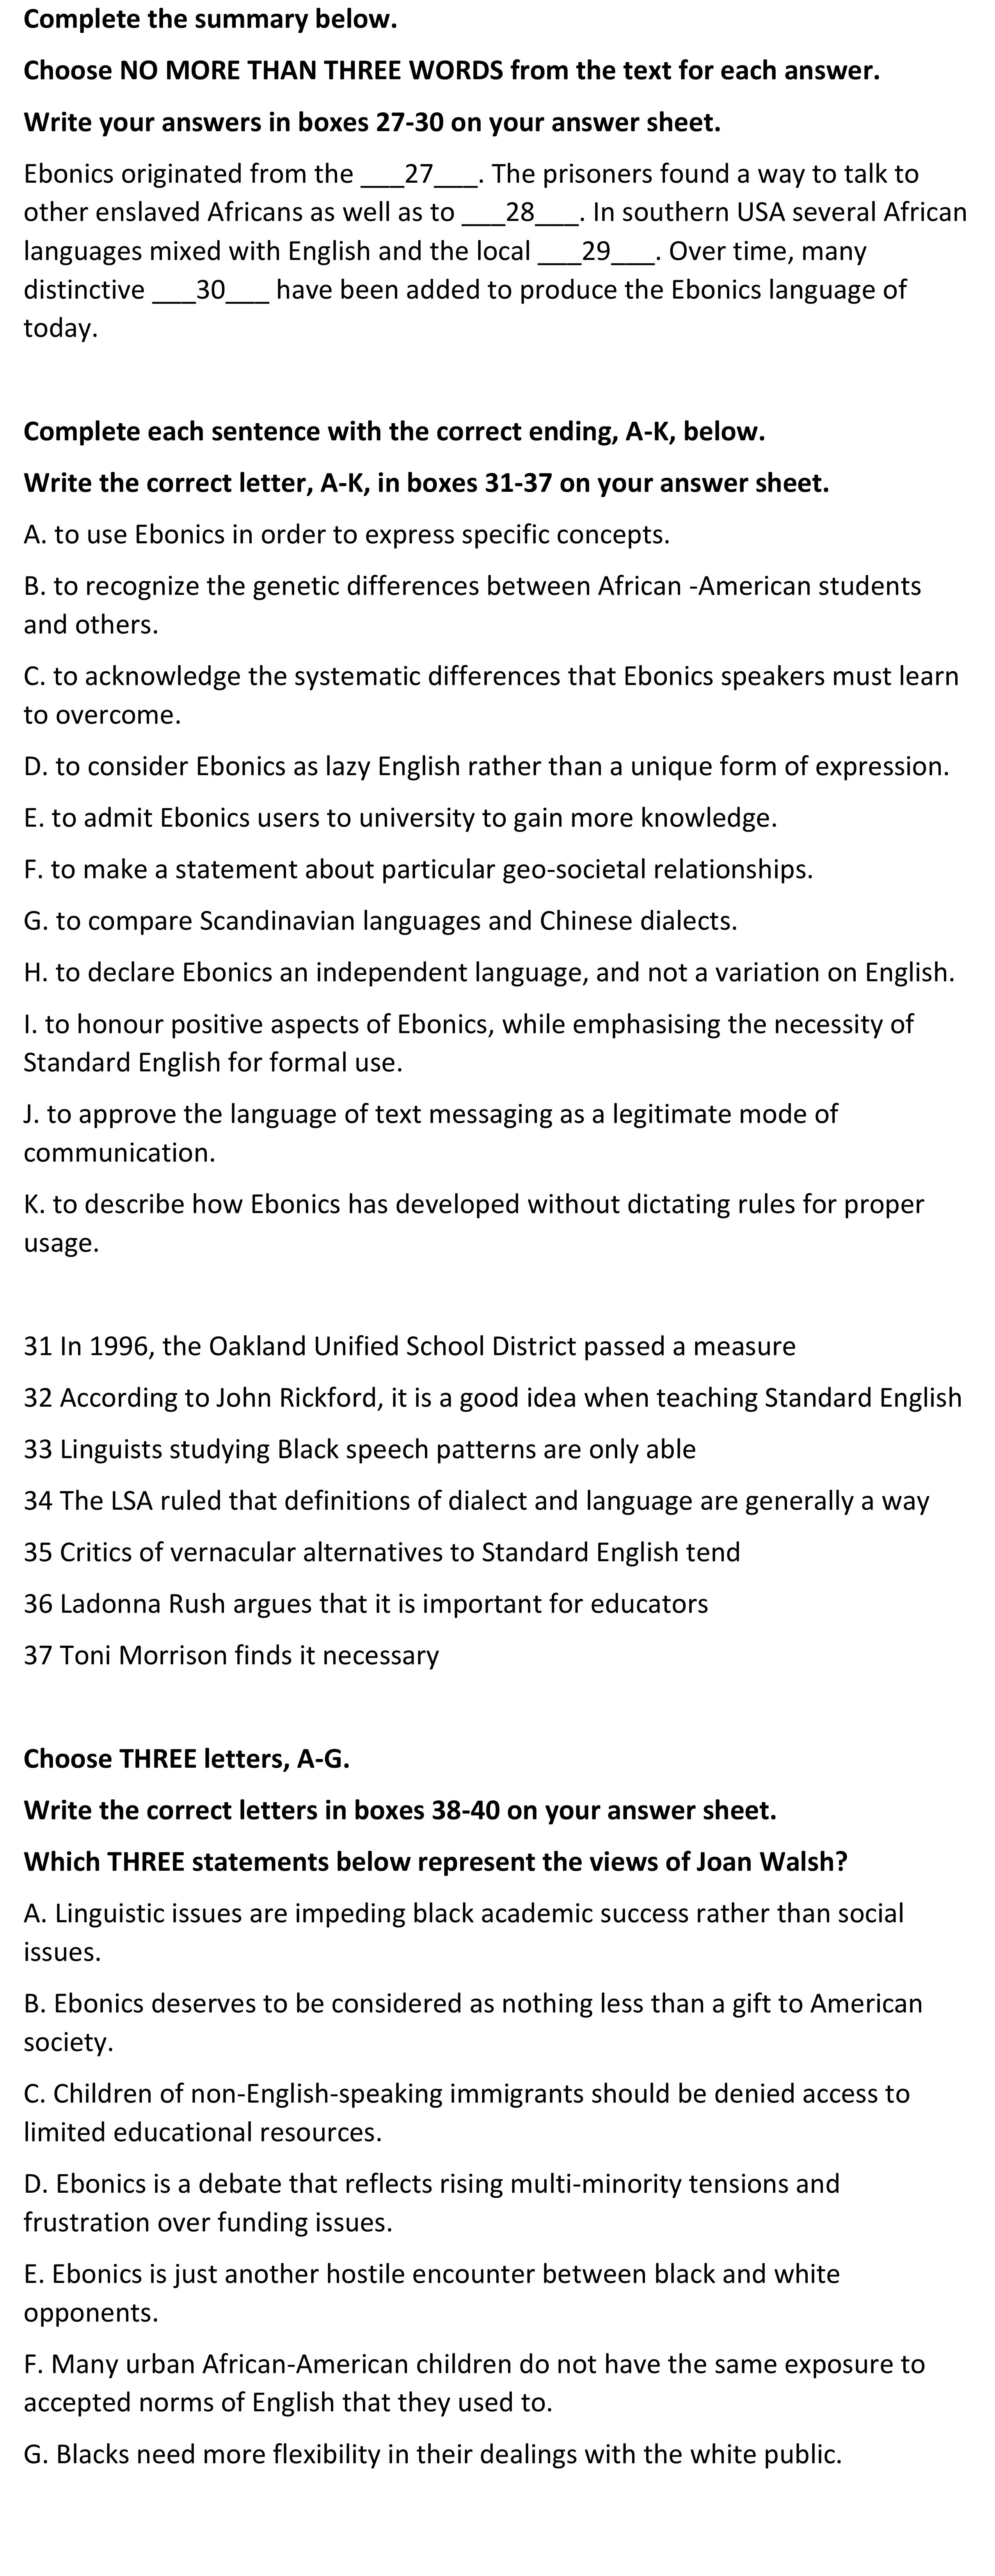 Complete the summary below.
Choose NO MORE THAN THREE WORDS from the text for each answer.
Write your answers in boxes 27-30 on your answer sheet.
Ebonics originated from the ___27___. The prisoners found a way to talk to
other enslaved Africans as well as to ___28___. In southern USA several African
languages mixed with English and the local ___29___. Over time, many
distinctive ___30___ have been added to produce the Ebonics language of
today.
Complete each sentence with the correct ending, A-K, below.
Write the correct letter, A-K, in boxes 31-37 on your answer sheet.
A. to use Ebonics in order to express specific concepts.
B. to recognize the genetic differences between African -American students
and others.
C. to acknowledge the systematic differences that Ebonics speakers must learn
to overcome.
D. to consider Ebonics as lazy English rather than a unique form of expression.
E. to admit Ebonics users to university to gain more knowledge.
F. to make a statement about particular geo-societal relationships.
G. to compare Scandinavian languages and Chinese dialects.
H. to declare Ebonics an independent language, and not a variation on English.
I. to honour positive aspects of Ebonics, while emphasising the necessity of
Standard English for formal use.
J. to approve the language of text messaging as a legitimate mode of
communication.
K. to describe how Ebonics has developed without dictating rules for proper
usage.
31 In 1996, the Oakland Unified School District passed a measure
32 According to John Rickford, it is a good idea when teaching Standard English
33 Linguists studying Black speech patterns are only able
34 The LSA ruled that definitions of dialect and language are generally a way
35 Critics of vernacular alternatives to Standard English tend
36 Ladonna Rush argues that it is important for educators
37 Toni Morrison finds it necessary
Choose THREE letters, A-G.
Write the correct letters in boxes 38-40 on your answer sheet.
Which THREE statements below represent the views of Joan Walsh?
A. Linguistic issues are impeding black academic success rather than social
issues.
B. Ebonics deserves to be considered as nothing less than a gift to American
society.
C. Children of non-English-speaking immigrants should be denied access to
limited educational resources.
D. Ebonics is a debate that reflects rising multi-minority tensions and
frustration over funding issues.
E. Ebonics is just another hostile encounter between black and white
opponents.
F. Many urban African-American children do not have the same exposure to
accepted norms of English that they used to.
G. Blacks need more flexibility in their dealings with the white public.